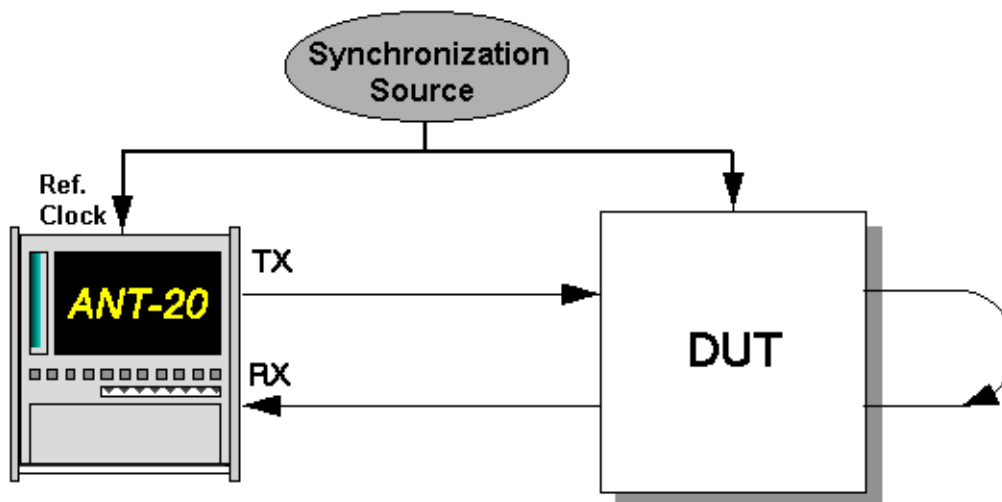 Synchronization
Source
Ref.
Clock
TX
ANT-20
DUT
RX